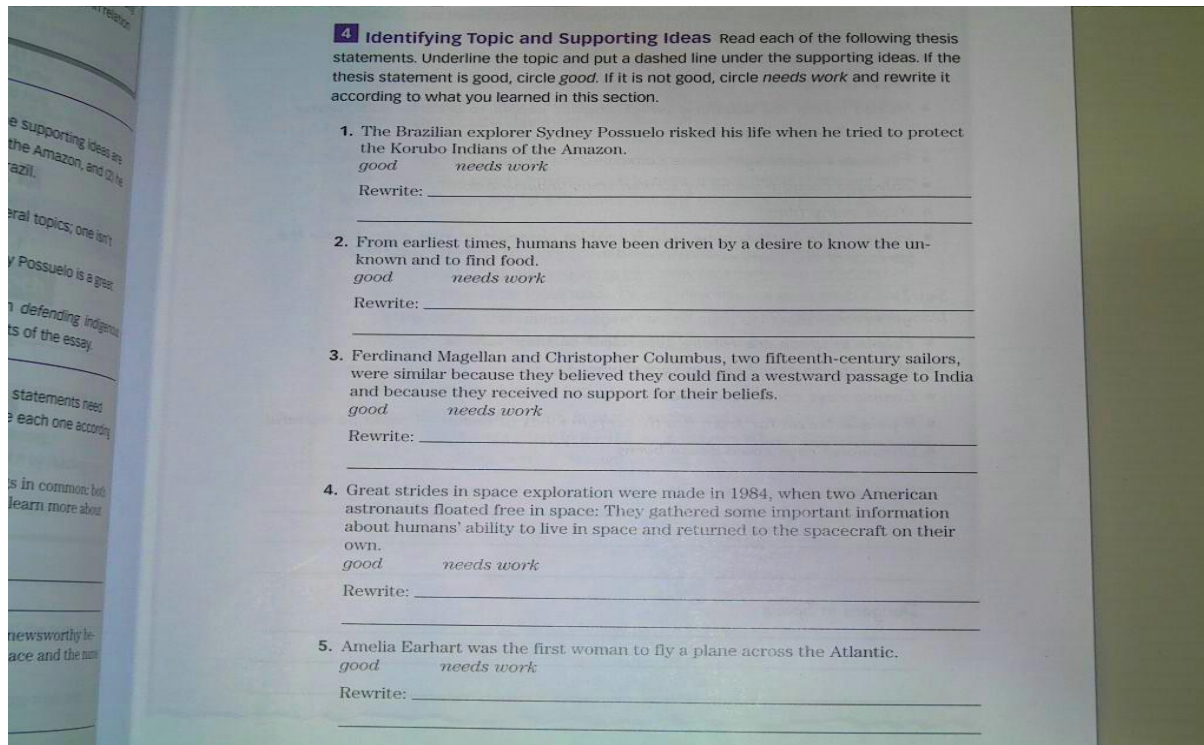 relation
e supporting ideas are
the Amazon, and (2) he
azil.
eral topics; one isn't
y Possuelo is a great
n defending indigenous
ts of the essay.
statements need
e each one according
s in common: both
learn more about
newsworthy be-
ace and the
4 Identifying Topic and Supporting Ideas Read each of the following thesis
statements. Underline the topic and put a dashed line under the supporting ideas. If the
thesis statement is good, circle good. If it is not good, circle needs work and rewrite it
according to what you learned in this section.
1. The Brazilian explorer Sydney Possuelo risked his life when he tried to protect
the Korubo Indians of the Amazon.
good needs work
Rewrite:
2. From earliest times, humans have been driven by a desire to know the un-
known and to find food.
good needs work
Rewrite:
3. Ferdinand Magellan and Christopher Columbus, two fifteenth-century sailors,
were similar because they believed they could find a westward passage to India
and because they received no support for their beliefs.
good needs work
Rewrite:
4. Great strides in space exploration were made in 1984, when two American
astronauts floated free in space: They gathered some important information
about humans' ability to live in space and returned to the spacecraft on their
own.
good needs work
Rewrite:
5. Amelia Earhart was the first woman to fly a plane across the Atlantic.
good needs work
Rewrite: